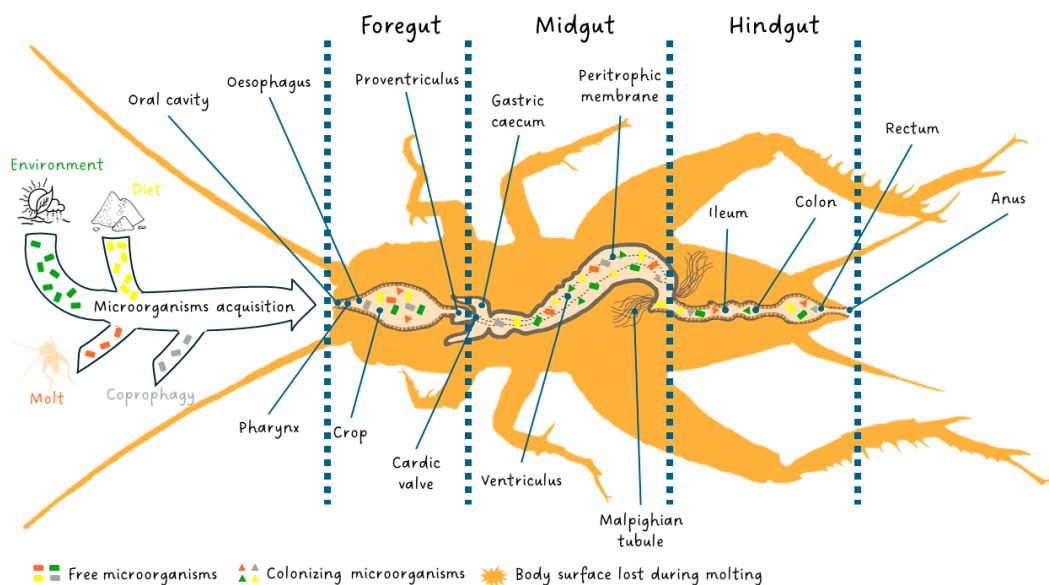 Foregut
Midgut
Hindgut
Oesophagus
Proventriculus
Peritrophic
membrane
Oral cavity
Gastric
caecum
Rectum
Environment
Diet
Ileum
Colon
Anus
Microorganisms acquisition
Molt
Coprophagy
Pharynx
Crop
Cardic
valve
Ventriculus
Malpighian
tubule
Free microorganisms
Colonizing microorganisms
Body surface lost during molting